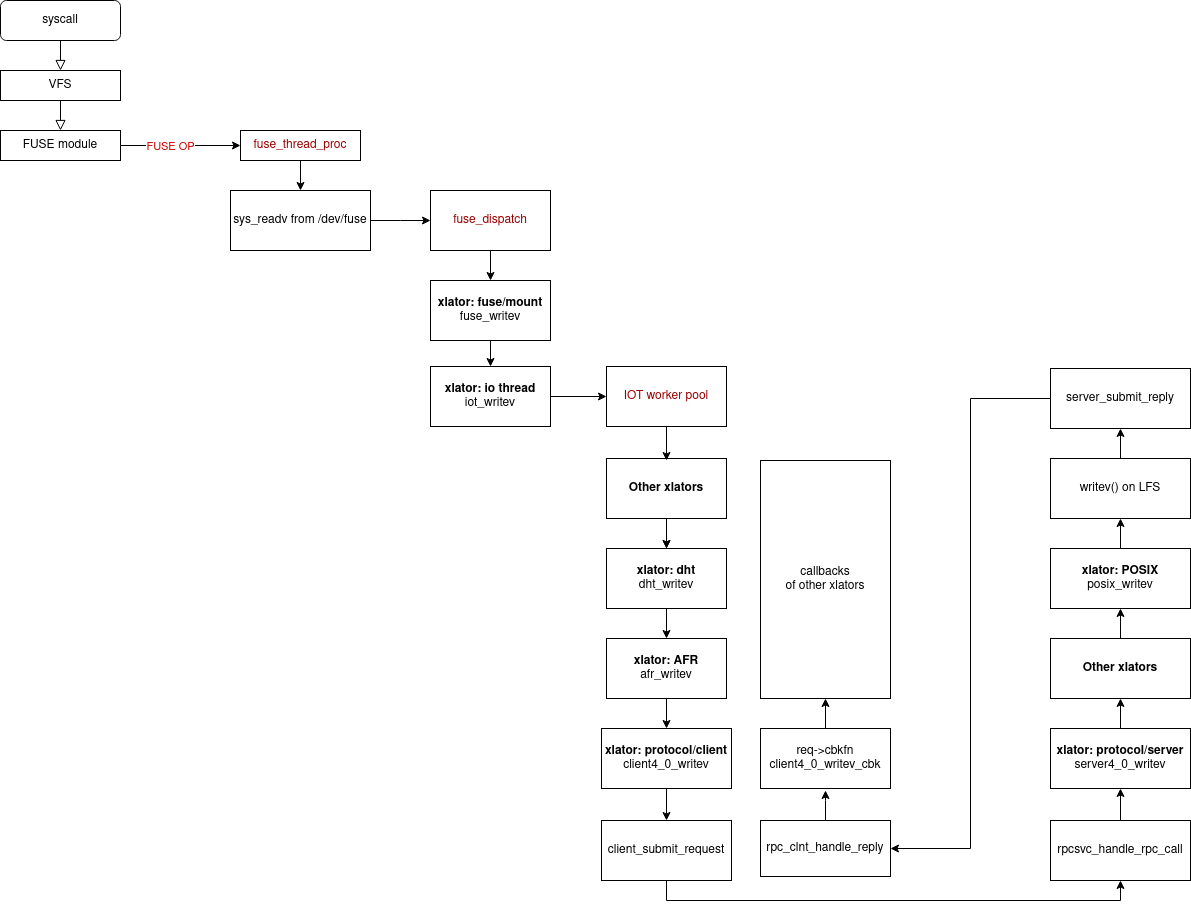 syscall
VFS
FUSE module
FUSE OP
fuse_thread_proc
sys_readv from /dev/fuse
fuse_dispatch
xlator: fuse/mount
fuse_writev
xlator: io thread
iot_writev
IOT worker pool
Other xlators
xlator: dht
dht_writev
xlator: AFR
afr_writev
xlator: protocol/client
client4_0_writev
client_submit_request
callbacks
of other xlators
req->cbkfn
client4_0_writev_cbk
rpc_clnt_handle_reply
server_submit_reply
writev() on LFS
xlator: POSIX
posix_writev
Other xlators
xlator: protocol/server
server4_0_writev
rpcsvc_handle_rpc_call